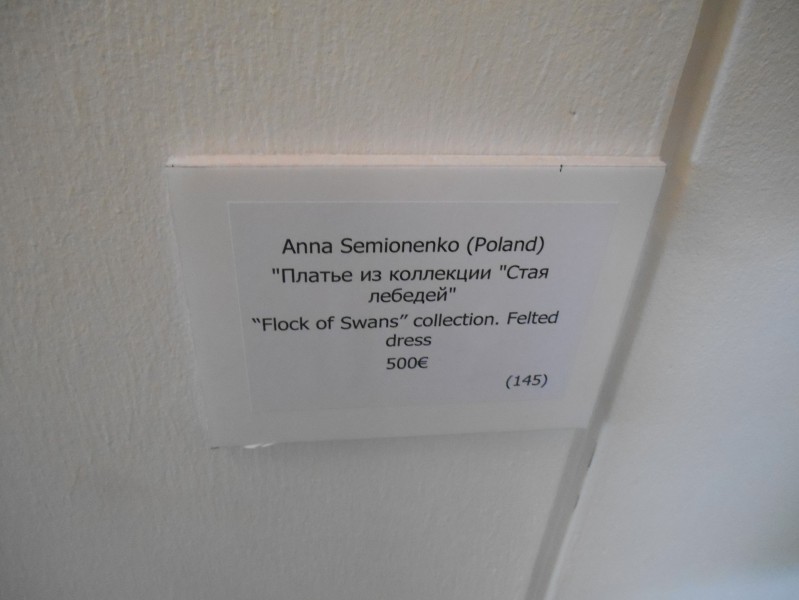 Anna Semionenko (Poland)
"Платье из коллекции "Стая
лебедей"
“Flock of Swans” collection. Felted
dress
500€
(145)